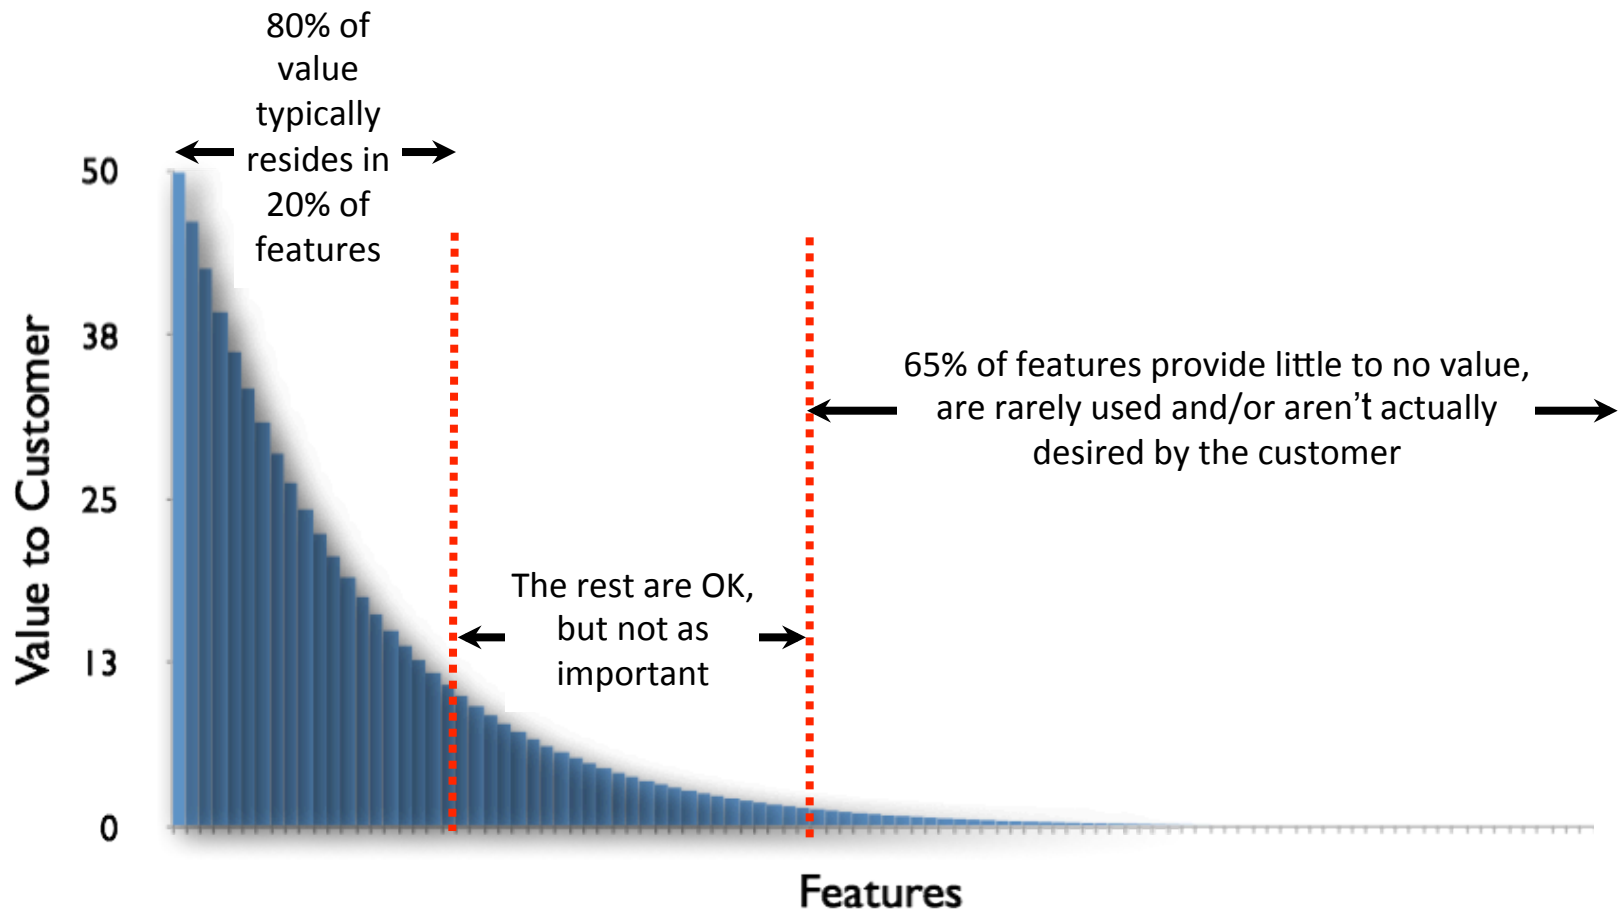 80% of
value
typically
resides in
20% of
features
50
38
25
13
0
Value to Customer
65% of features provide little to no value,
are rarely used and/or aren’t actually
desired by the customer
The rest are OK,
but not as
important
Features